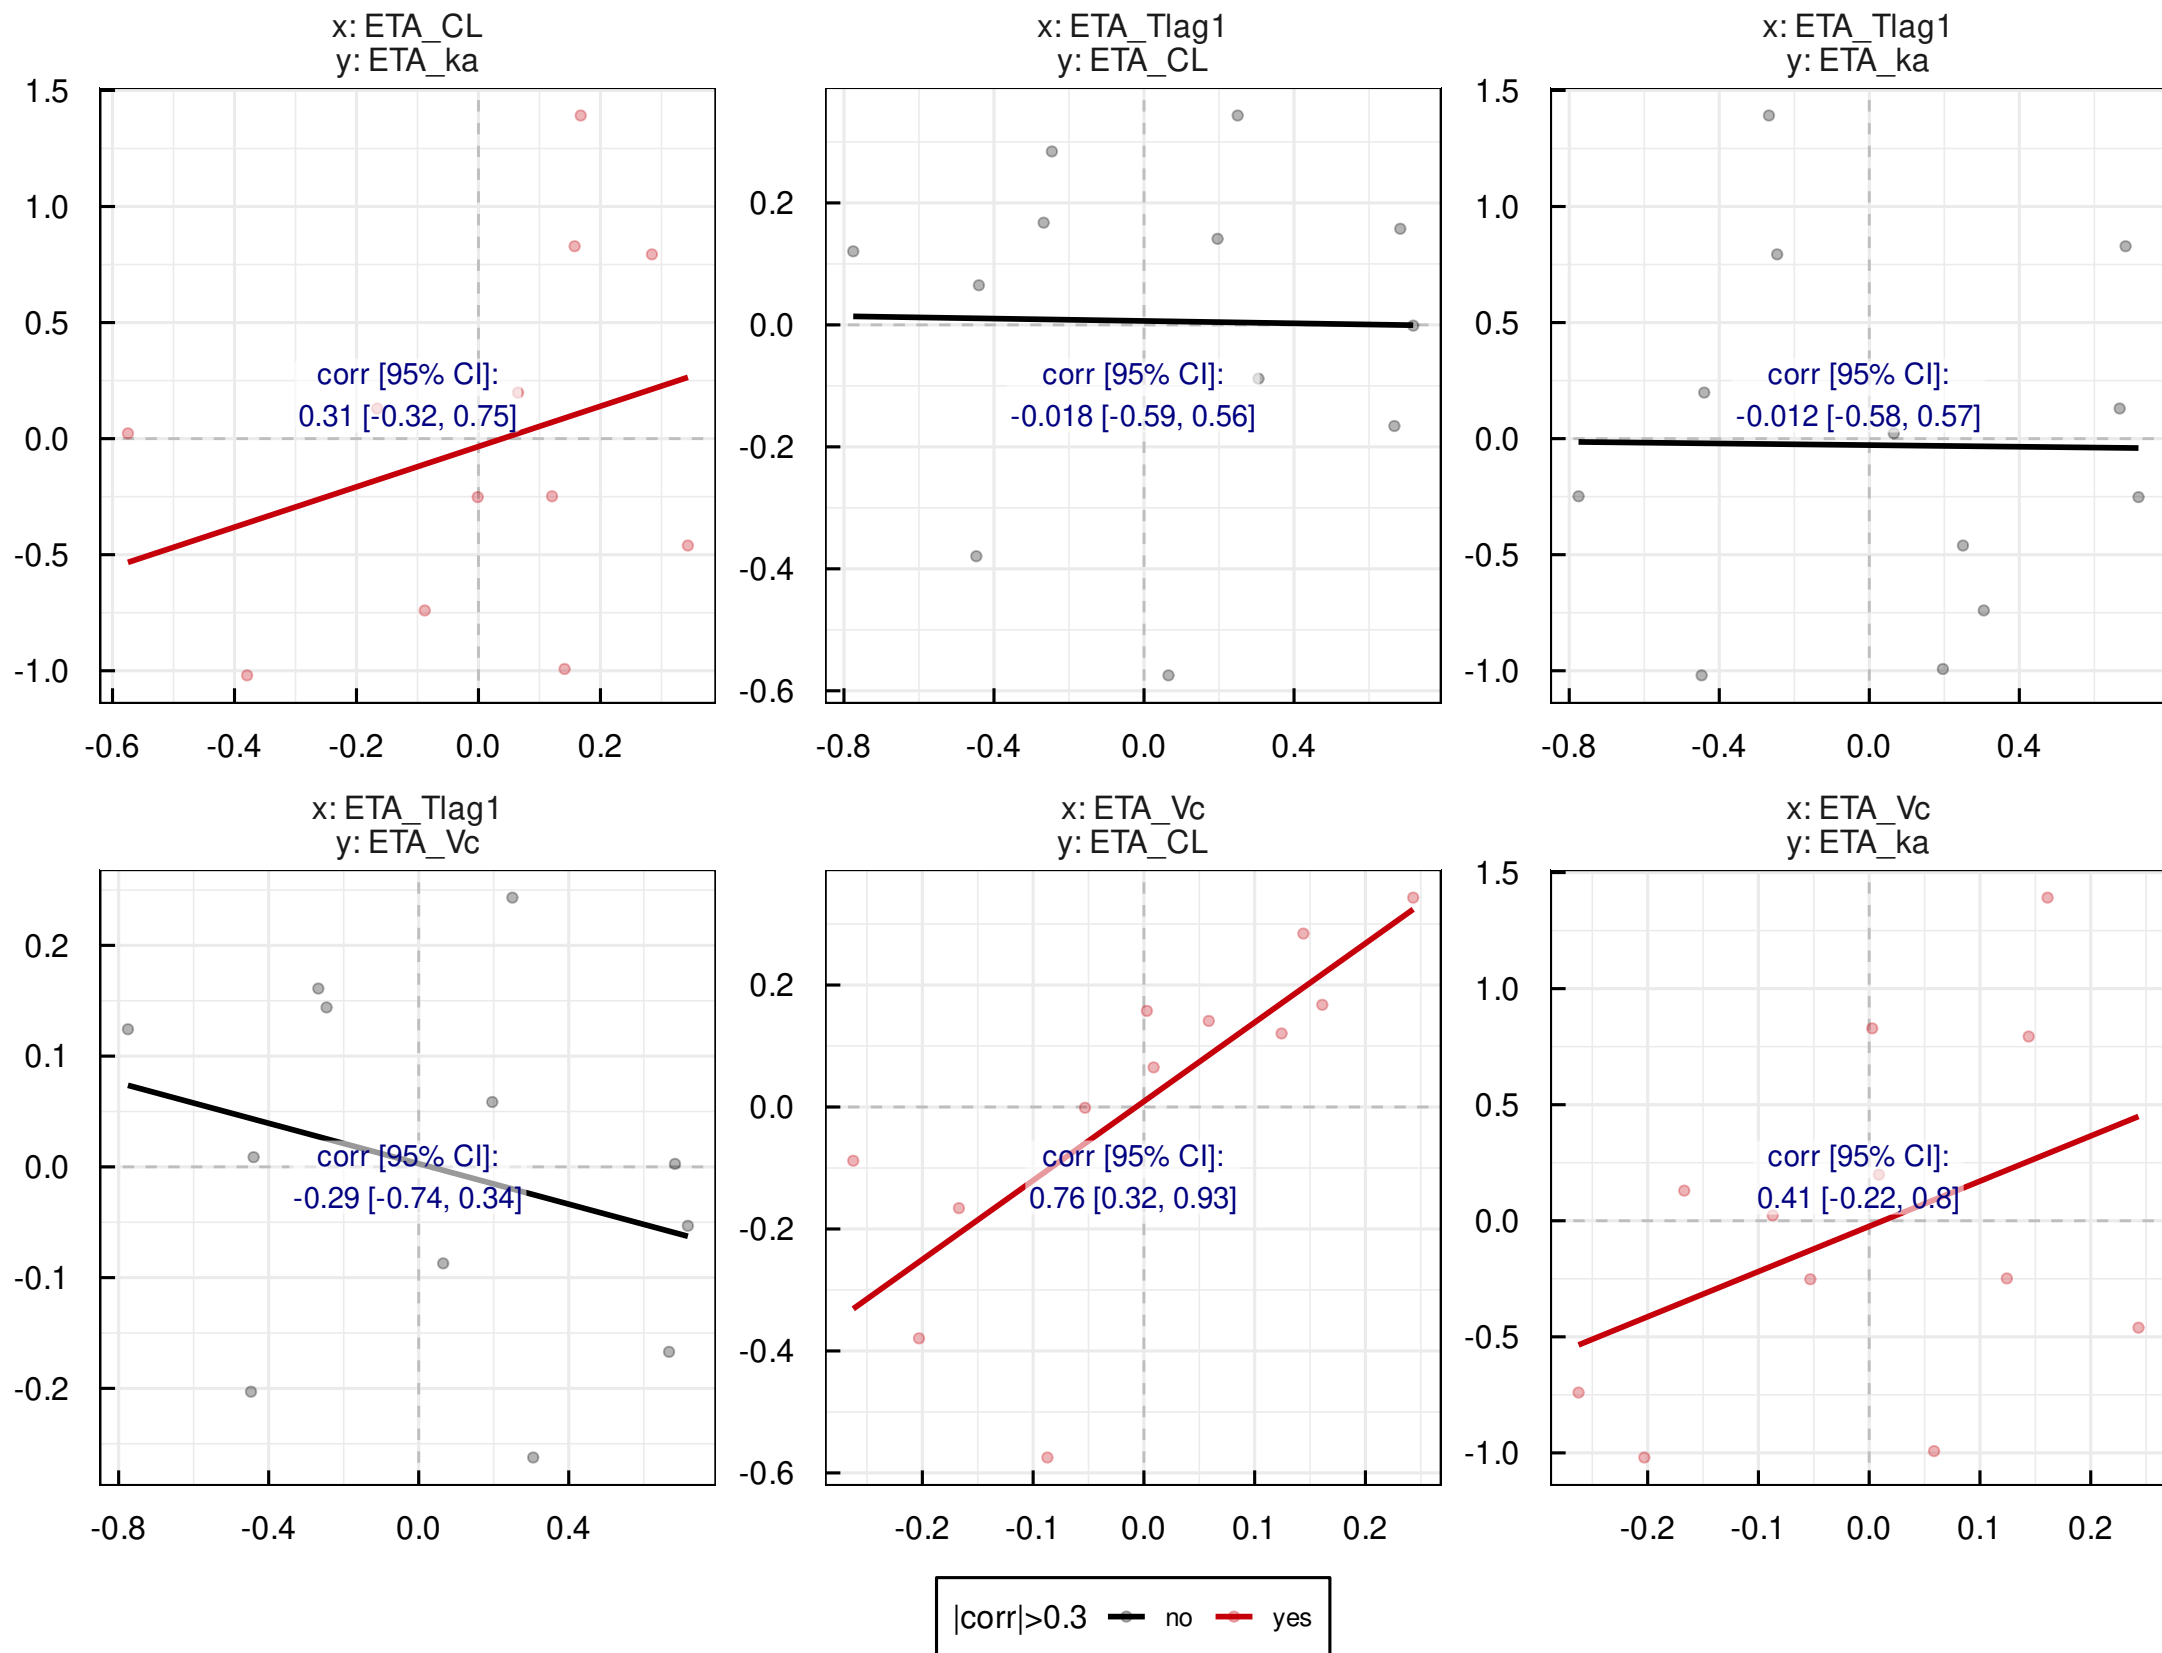 x: ETA_CL
y: ETA_ka
x: ETA_Tlag1
y: ETA_CL
x: ETA_Tlag1
y: ETA_ka
1.5
1.0
0.5
0.0
-0.5
-1.0
corr [95% CI]:
0.31 [-0.32, 0.75]
-0.6 -0.4 -0.2 0.0 0.2
0.2
0.0
-0.2
-0.4
-0.6
corr [95% CI]:
-0.018 [-0.59, 0.56]
-0.8 -0.4 0.0 0.4
1.5
1.0
0.5
0.0
-0.5
-1.0
corr [95% CI]:
-0.012 [-0.58, 0.57]
-0.8 -0.4 0.0 0.4
x: ETA_Tlag1
y: ETA_Vc
x: ETA_Vc
y: ETA_CL
x: ETA_Vc
y: ETA_ka
0.2
0.1
0.0
-0.1
-0.2
corr [95% CI]:
-0.29 [-0.74, 0.34]
-0.8 -0.4 0.0 0.4
0.2
0.0
-0.2
-0.4
-0.6
corr [95% CI]:
0.76 [0.32, 0.93]
-0.2 -0.1 0.0 0.1 0.2
1.5
1.0
0.5
0.0
-0.5
-1.0
corr [95% CI]:
0.41 [-0.22, 0.8]
-0.2 -0.1 0.0 0.1 0.2
|corr|>0.3 no yes